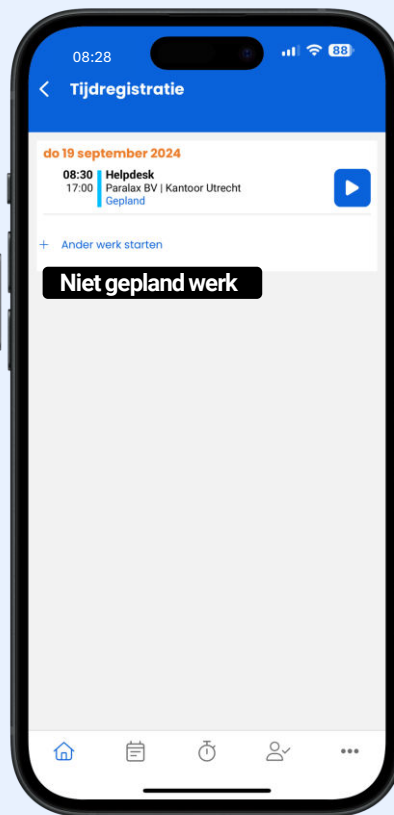 08:28
88
Tijdregistratie
do 19 september 2024
08:30 Helpdesk
17:00 Paralax BV | Kantoor Utrecht
Gepland
+ Ander werk starten
Niet gepland werk